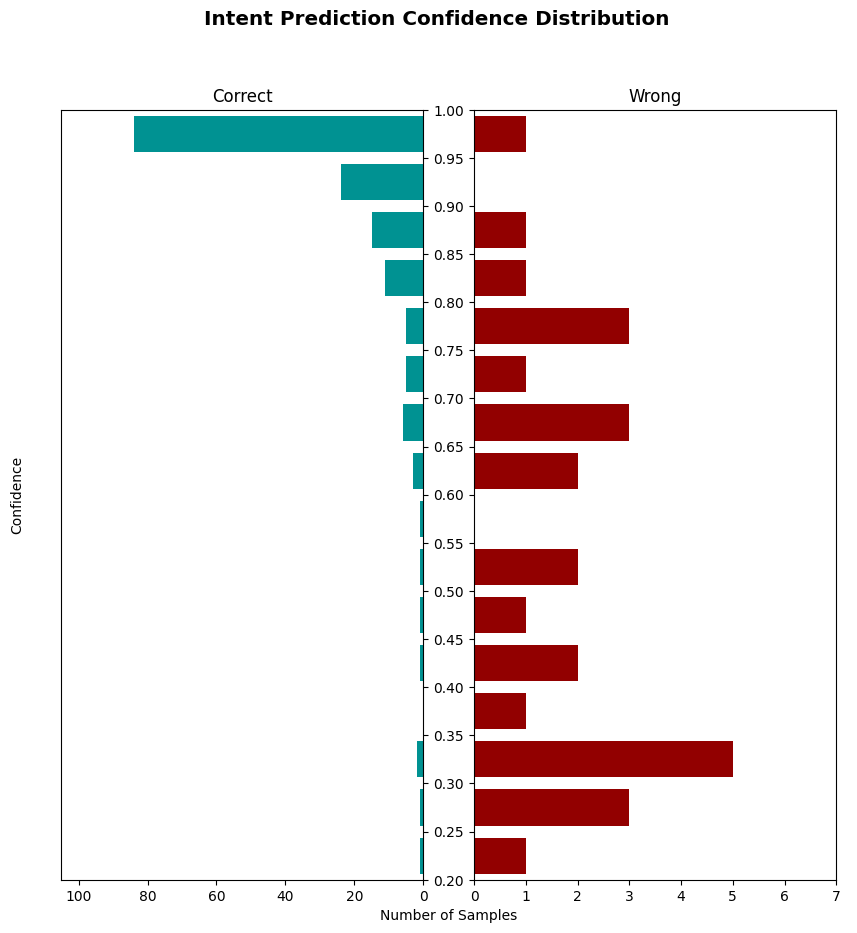 Intent Prediction Confidence Distribution
Correct
Wrong
1.00
0.95
0.90
0.85
0.80
0.75
0.70
0.65
0.60
0.55
0.50
0.45
0.40
0.35
0.30
0.25
0.20
Confidence
100 80 60 40 20 0
0 1 2 3 4 5 6 7
Number of Samples